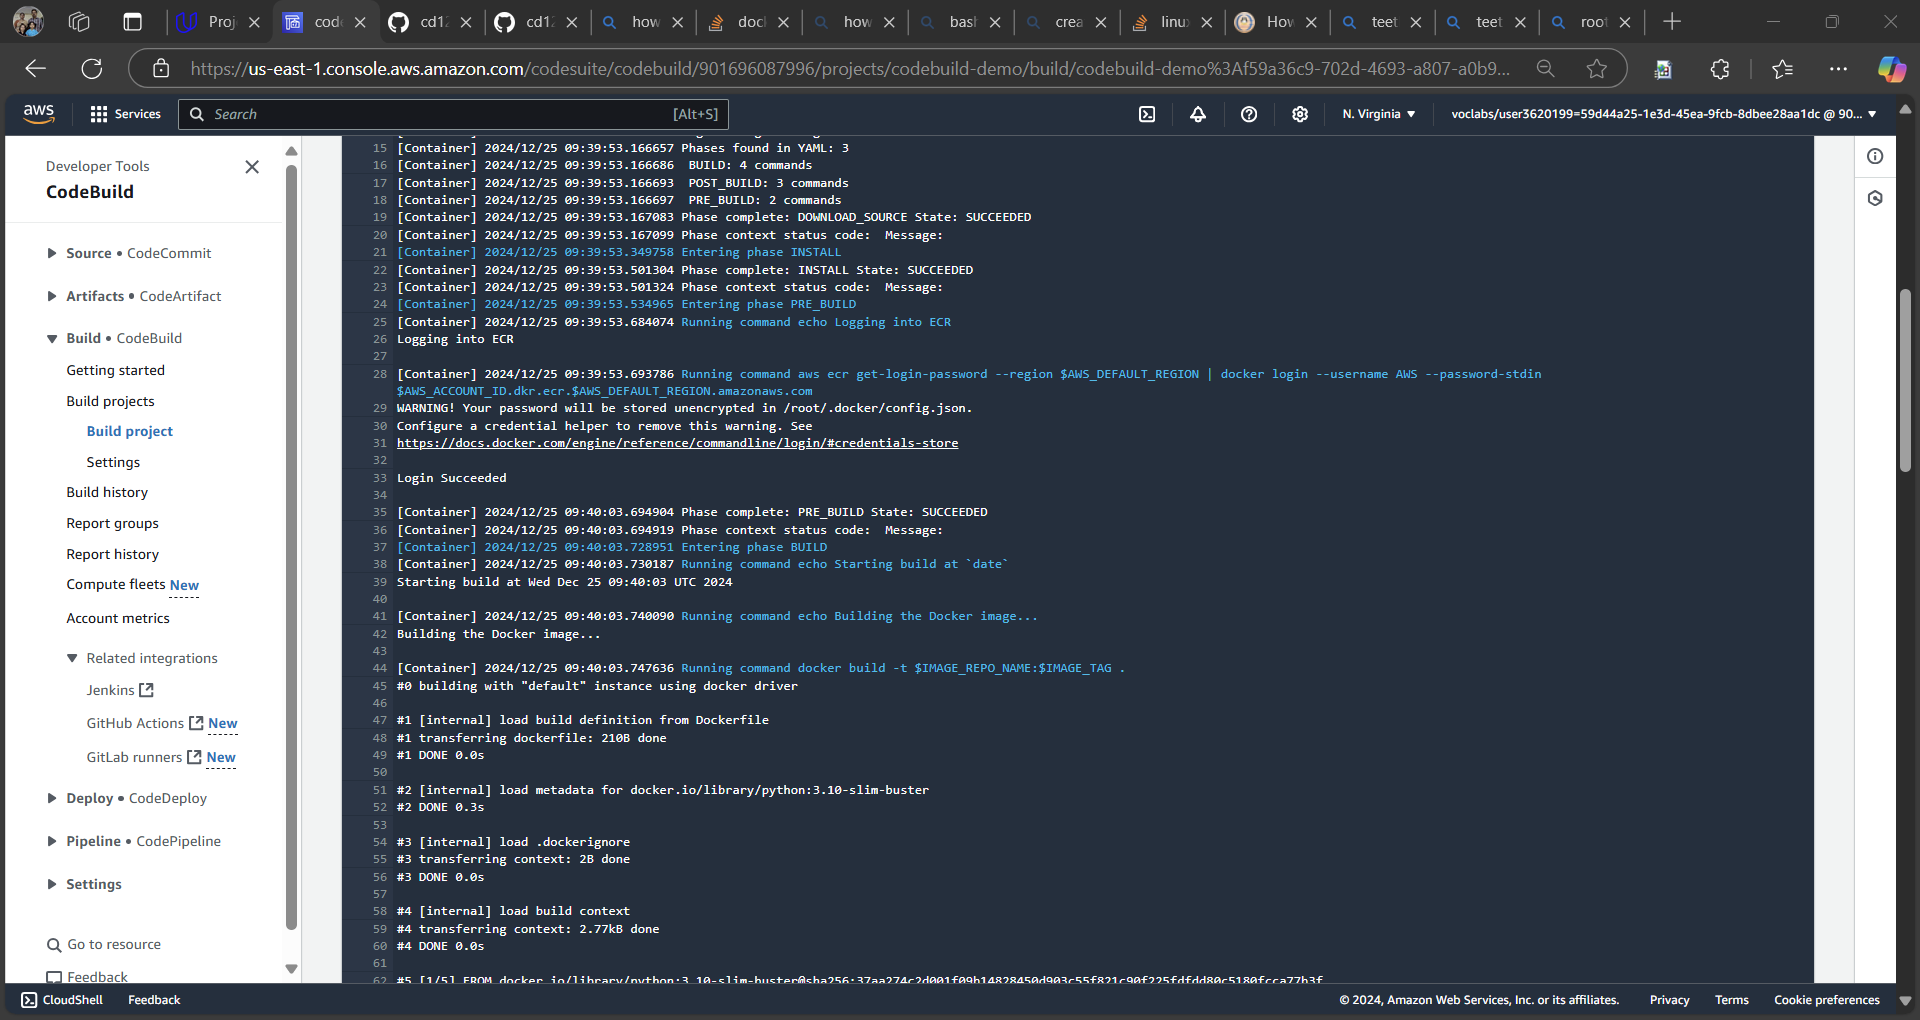 Proj
code
cd12
cd12
how
dock
how
bash
crea
linux
How
teet
teet
root
https://us-east-1.console.aws.amazon.com/codesuite/codebuild/901696087996/projects/codebuild-demo/build/codebuild-demo%3Af59a36c9-702d-4693-a807-a0b9...
aws
Services
Search
[Alt+S]
N. Virginia
voclabs/user3620199=59d44a25-1e3d-45ea-9fcb-8dbee28aa1dc @ 90...
Developer Tools
CodeBuild
Source • CodeCommit
Artifacts • CodeArtifact
Build • CodeBuild
Getting started
Build projects
Build project
Settings
Build history
Report groups
Report history
Compute fleets New
Account metrics
Related integrations
Jenkins
GitHub Actions New
GitLab runners New
Deploy • CodeDeploy
Pipeline • CodePipeline
Settings
Go to resource
Feedback
15 [Container] 2024/12/25 09:39:53.166657 Phases found in YAML: 3
16 [Container] 2024/12/25 09:39:53.166686  BUILD: 4 commands
17 [Container] 2024/12/25 09:39:53.166693  POST_BUILD: 3 commands
18 [Container] 2024/12/25 09:39:53.166697  PRE_BUILD: 2 commands
19 [Container] 2024/12/25 09:39:53.167083 Phase complete: DOWNLOAD_SOURCE State: SUCCEEDED
20 [Container] 2024/12/25 09:39:53.167099 Phase context status code:  Message:
21 [Container] 2024/12/25 09:39:53.349758 Entering phase INSTALL
22 [Container] 2024/12/25 09:39:53.501304 Phase complete: INSTALL State: SUCCEEDED
23 [Container] 2024/12/25 09:39:53.501324 Phase context status code:  Message:
24 [Container] 2024/12/25 09:39:53.534965 Entering phase PRE_BUILD
25 [Container] 2024/12/25 09:39:53.684074 Running command echo Logging into ECR
26 Logging into ECR
27
28 [Container] 2024/12/25 09:39:53.693786 Running command aws ecr get-login-password --region $AWS_DEFAULT_REGION | docker login --username AWS --password-stdin
$AWS_ACCOUNT_ID.dkr.ecr.$AWS_DEFAULT_REGION.amazonaws.com
29 WARNING! Your password will be stored unencrypted in /root/.docker/config.json.
30 Configure a credential helper to remove this warning. See
31 https://docs.docker.com/engine/reference/commandline/login/#credentials-store
32
33 Login Succeeded
34
35 [Container] 2024/12/25 09:40:03.694904 Phase complete: PRE_BUILD State: SUCCEEDED
36 [Container] 2024/12/25 09:40:03.694919 Phase context status code:  Message:
37 [Container] 2024/12/25 09:40:03.728951 Entering phase BUILD
38 [Container] 2024/12/25 09:40:03.730187 Running command echo Starting build at `date`
39 Starting build at Wed Dec 25 09:40:03 UTC 2024
40
41 [Container] 2024/12/25 09:40:03.740090 Running command echo Building the Docker image...
42 Building the Docker image...
43
44 [Container] 2024/12/25 09:40:03.747636 Running command docker build -t $IMAGE_REPO_NAME:$IMAGE_TAG .
45 #0 building with "default" instance using docker driver
46
47 #1 [internal] load build definition from Dockerfile
48 #1 transferring dockerfile: 210B done
49 #1 DONE 0.0s
50
51 #2 [internal] load metadata for docker.io/library/python:3.10-slim-buster
52 #2 DONE 0.3s
53
54 #3 [internal] load .dockerignore
55 #3 transferring context: 2B done
56 #3 DONE 0.0s
57
58 #4 [internal] load build context
59 #4 transferring context: 2.77kB done
60 #4 DONE 0.0s
61
62 #5 [1/5] FROM docker.io/library/python:3.10-slim-buster@sha256:37aa274c2d001f09b14828450d903c55f821c90f225fdfdd80c5180fcca77b3f
CloudShell
Feedback
© 2024, Amazon Web Services, Inc. or its affiliates.
Privacy
Terms
Cookie preferences